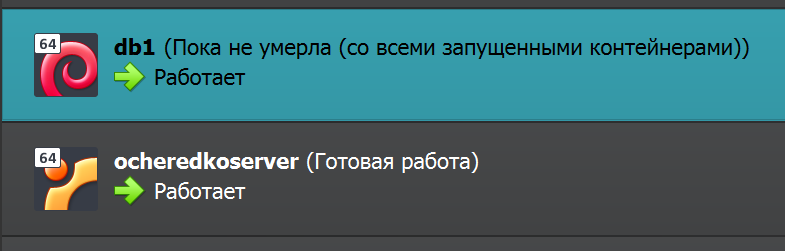 64
db1 (Пока не умерла (со всеми запущенными контейнерами))
Работает
64
ocheredkoserver (Готовая работа)
Работает